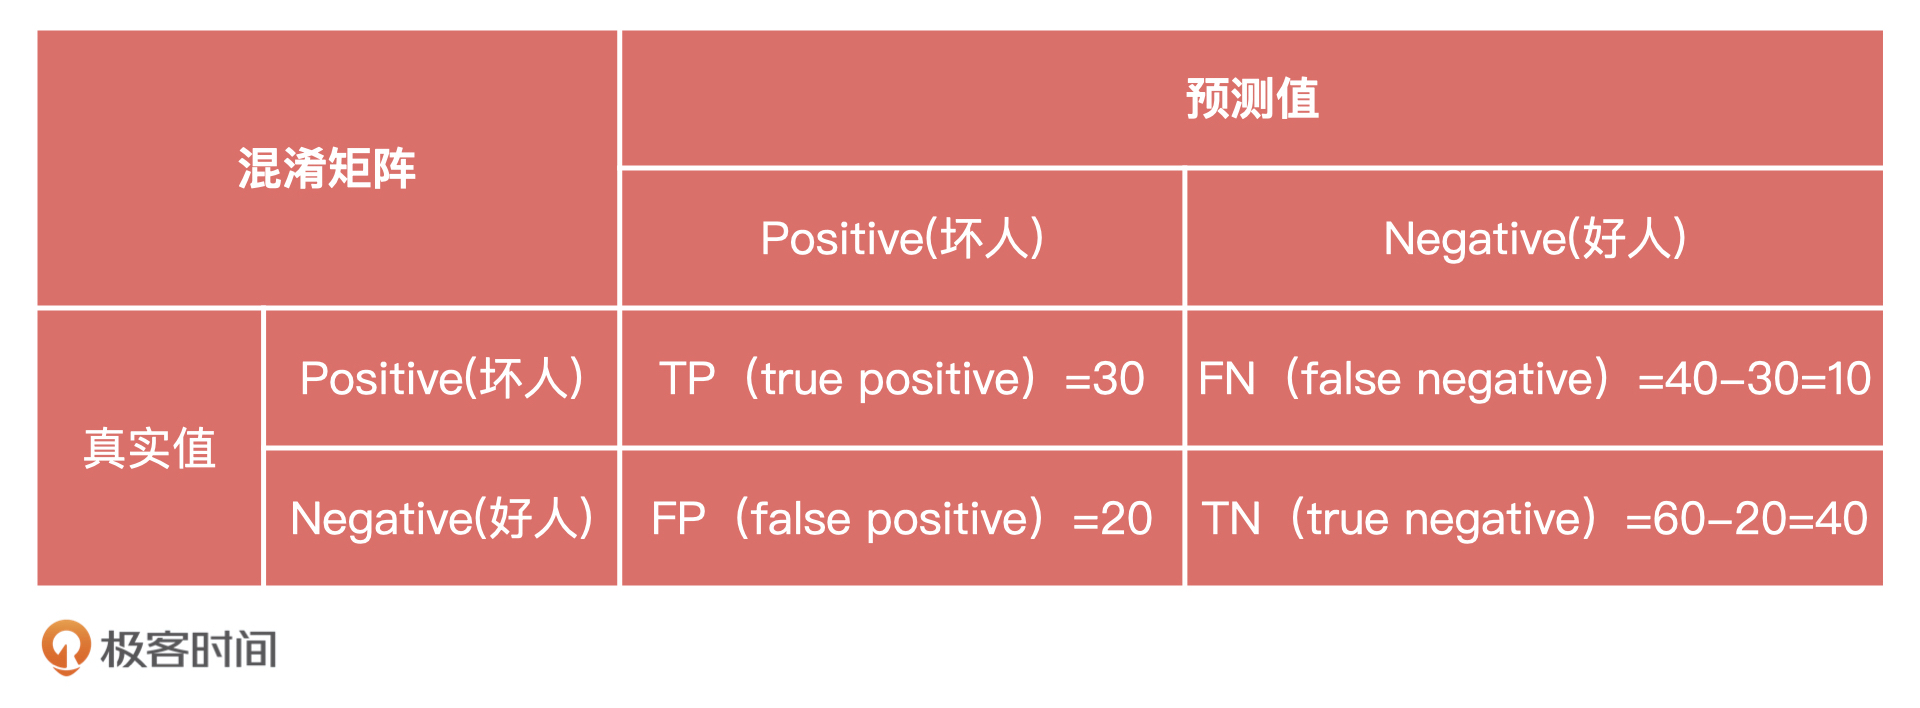 混淆矩阵
预测值
Positive(坏人)
Negative(好人)
真实值
Positive(坏人)
TP（true positive）=30
FN（false negative）=40-30=10
Negative(好人)
FP（false positive）=20
TN（true negative）=60-20=40
极客时间